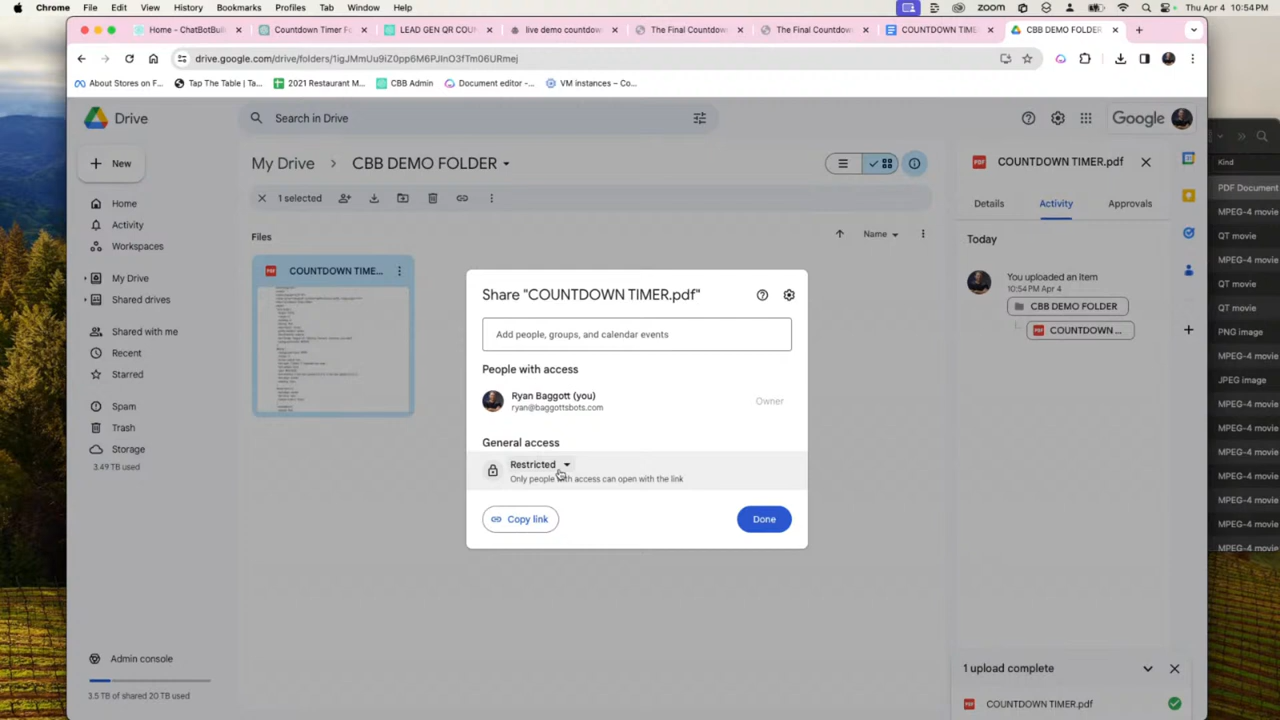 Chrome File Edit View History Bookmarks Profiles Tab Window Help
zoom
Thu Apr 4 10:54 PM
Home - ChatBotBuil
Countdown Timer Fe
LEAD GEN QR COUN
live demo countdown
The Final Countdow
The Final Countdow
COUNTDOWN TIME
CBB DEMO FOLDER
drive.google.com/drive/folders/1igJMmUu9iZ0pp6M6PJInO3fTm06URmej
About Stores on F...
Tap The Table | Ta...
2021 Restaurant M...
CBB Admin
Document editor -...
VM instances – Co...
Drive
Search in Drive
Google
New
My Drive
CBB DEMO FOLDER
COUNTDOWN TIMER.pdf
Kind
1 selected
Details
Activity
Approvals
Home
Activity
Workspaces
My Drive
Shared drives
Shared with me
Recent
Starred
Spam
Trash
Storage
3.49 TB used
Files
Name
COUNTDOWN TIME...
Share "COUNTDOWN TIMER.pdf"
Add people, groups, and calendar events
People with access
Ryan Baggott (you)
ryan@baggottsbots.com
Owner
General access
Restricted
Only people with access can open with the link
Copy link
Done
Today
You uploaded an item
10:54 PM Apr 4
CBB DEMO FOLDER
COUNTDOWN ...
PDF Document
MPEG-4 movie
QT movie
MPEG-4 movie
QT movie
QT movie
PNG image
MPEG-4 movie
JPEG image
MPEG-4 movie
MPEG-4 movie
MPEG-4 movie
MPEG-4 movie
MPEG-4 movie
MPEG-4 movie
MPEG-4 movie
Admin console
3.5 TB of shared 20 TB used
1 upload complete
COUNTDOWN TIMER.pdf